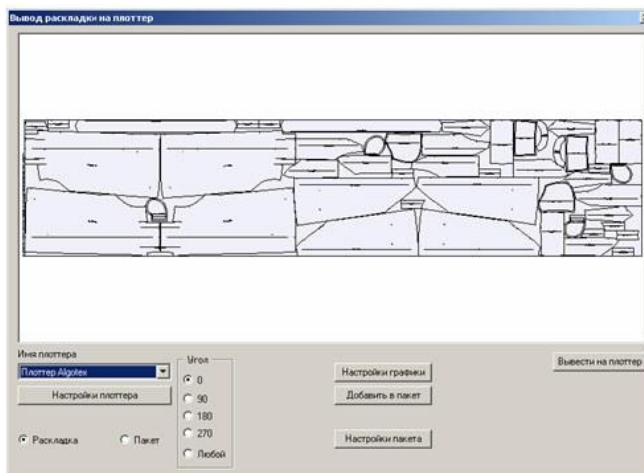 Вывод раскладки на плоттер
Имя плоттера
Плоттер Algotex
Настройки плоттера
Раскладка
Пакет
Угол
0
90
180
270
Любой
Настройки графики
Добавить в пакет
Настройки пакета
Вывести на плоттер